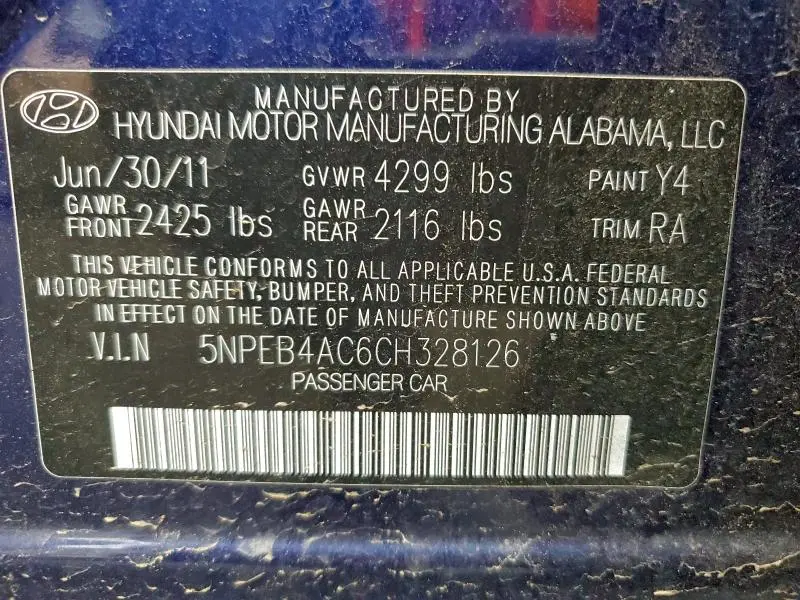 MANUFACTURED BY
HYUNDAI MOTOR MANUFACTURING ALABAMA, LLC
Jun/30/11 GVWR 4299 lbs PAINT Y4
GAWR FRONT 2425 lbs GAWR REAR 2116 lbs TRIM RA
THIS VEHICLE CONFORMS TO ALL APPLICABLE U.S.A. FEDERAL
MOTOR VEHICLE SAFETY, BUMPER, AND THEFT PREVENTION STANDARDS
IN EFFECT ON THE DATE OF MANUFACTURE SHOWN ABOVE
V.I.N 5NPEB4AC6CH328126
PASSENGER CAR